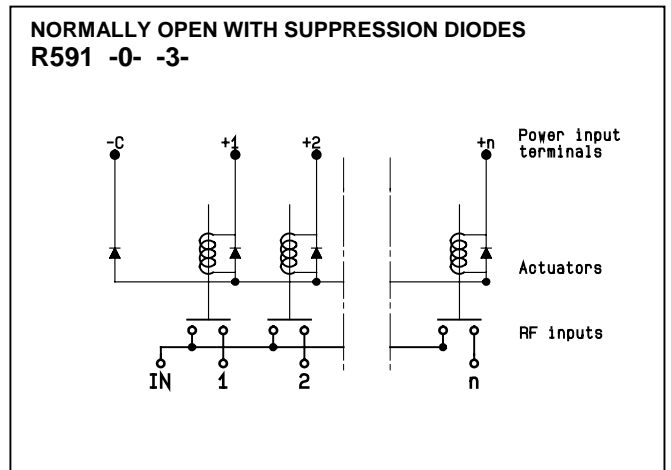 NORMALLY OPEN WITH SUPPRESSION DIODES
R591 -0- -3-
-C +1 +2 +n Power input
terminals
Actuators
RF inputs
IN 1 2 n